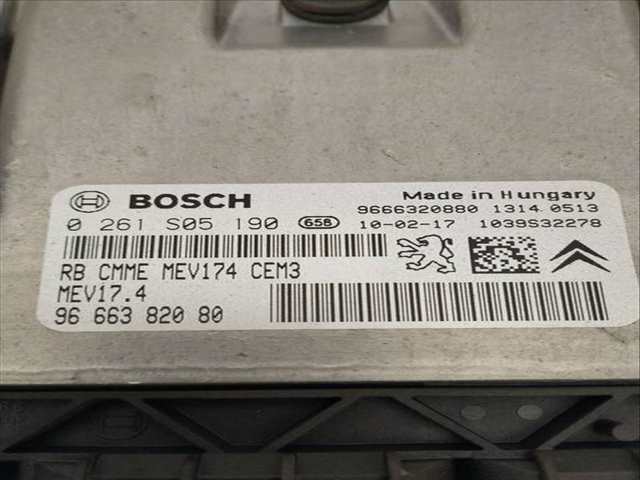 BOSCH
Made in Hungary
9666320880 1314 0513
0 261 S05 190 658
10-02-17 1039S32278
RB CMME MEV174 CEM3
MEV17.4
96 663 820 80
BOSCH